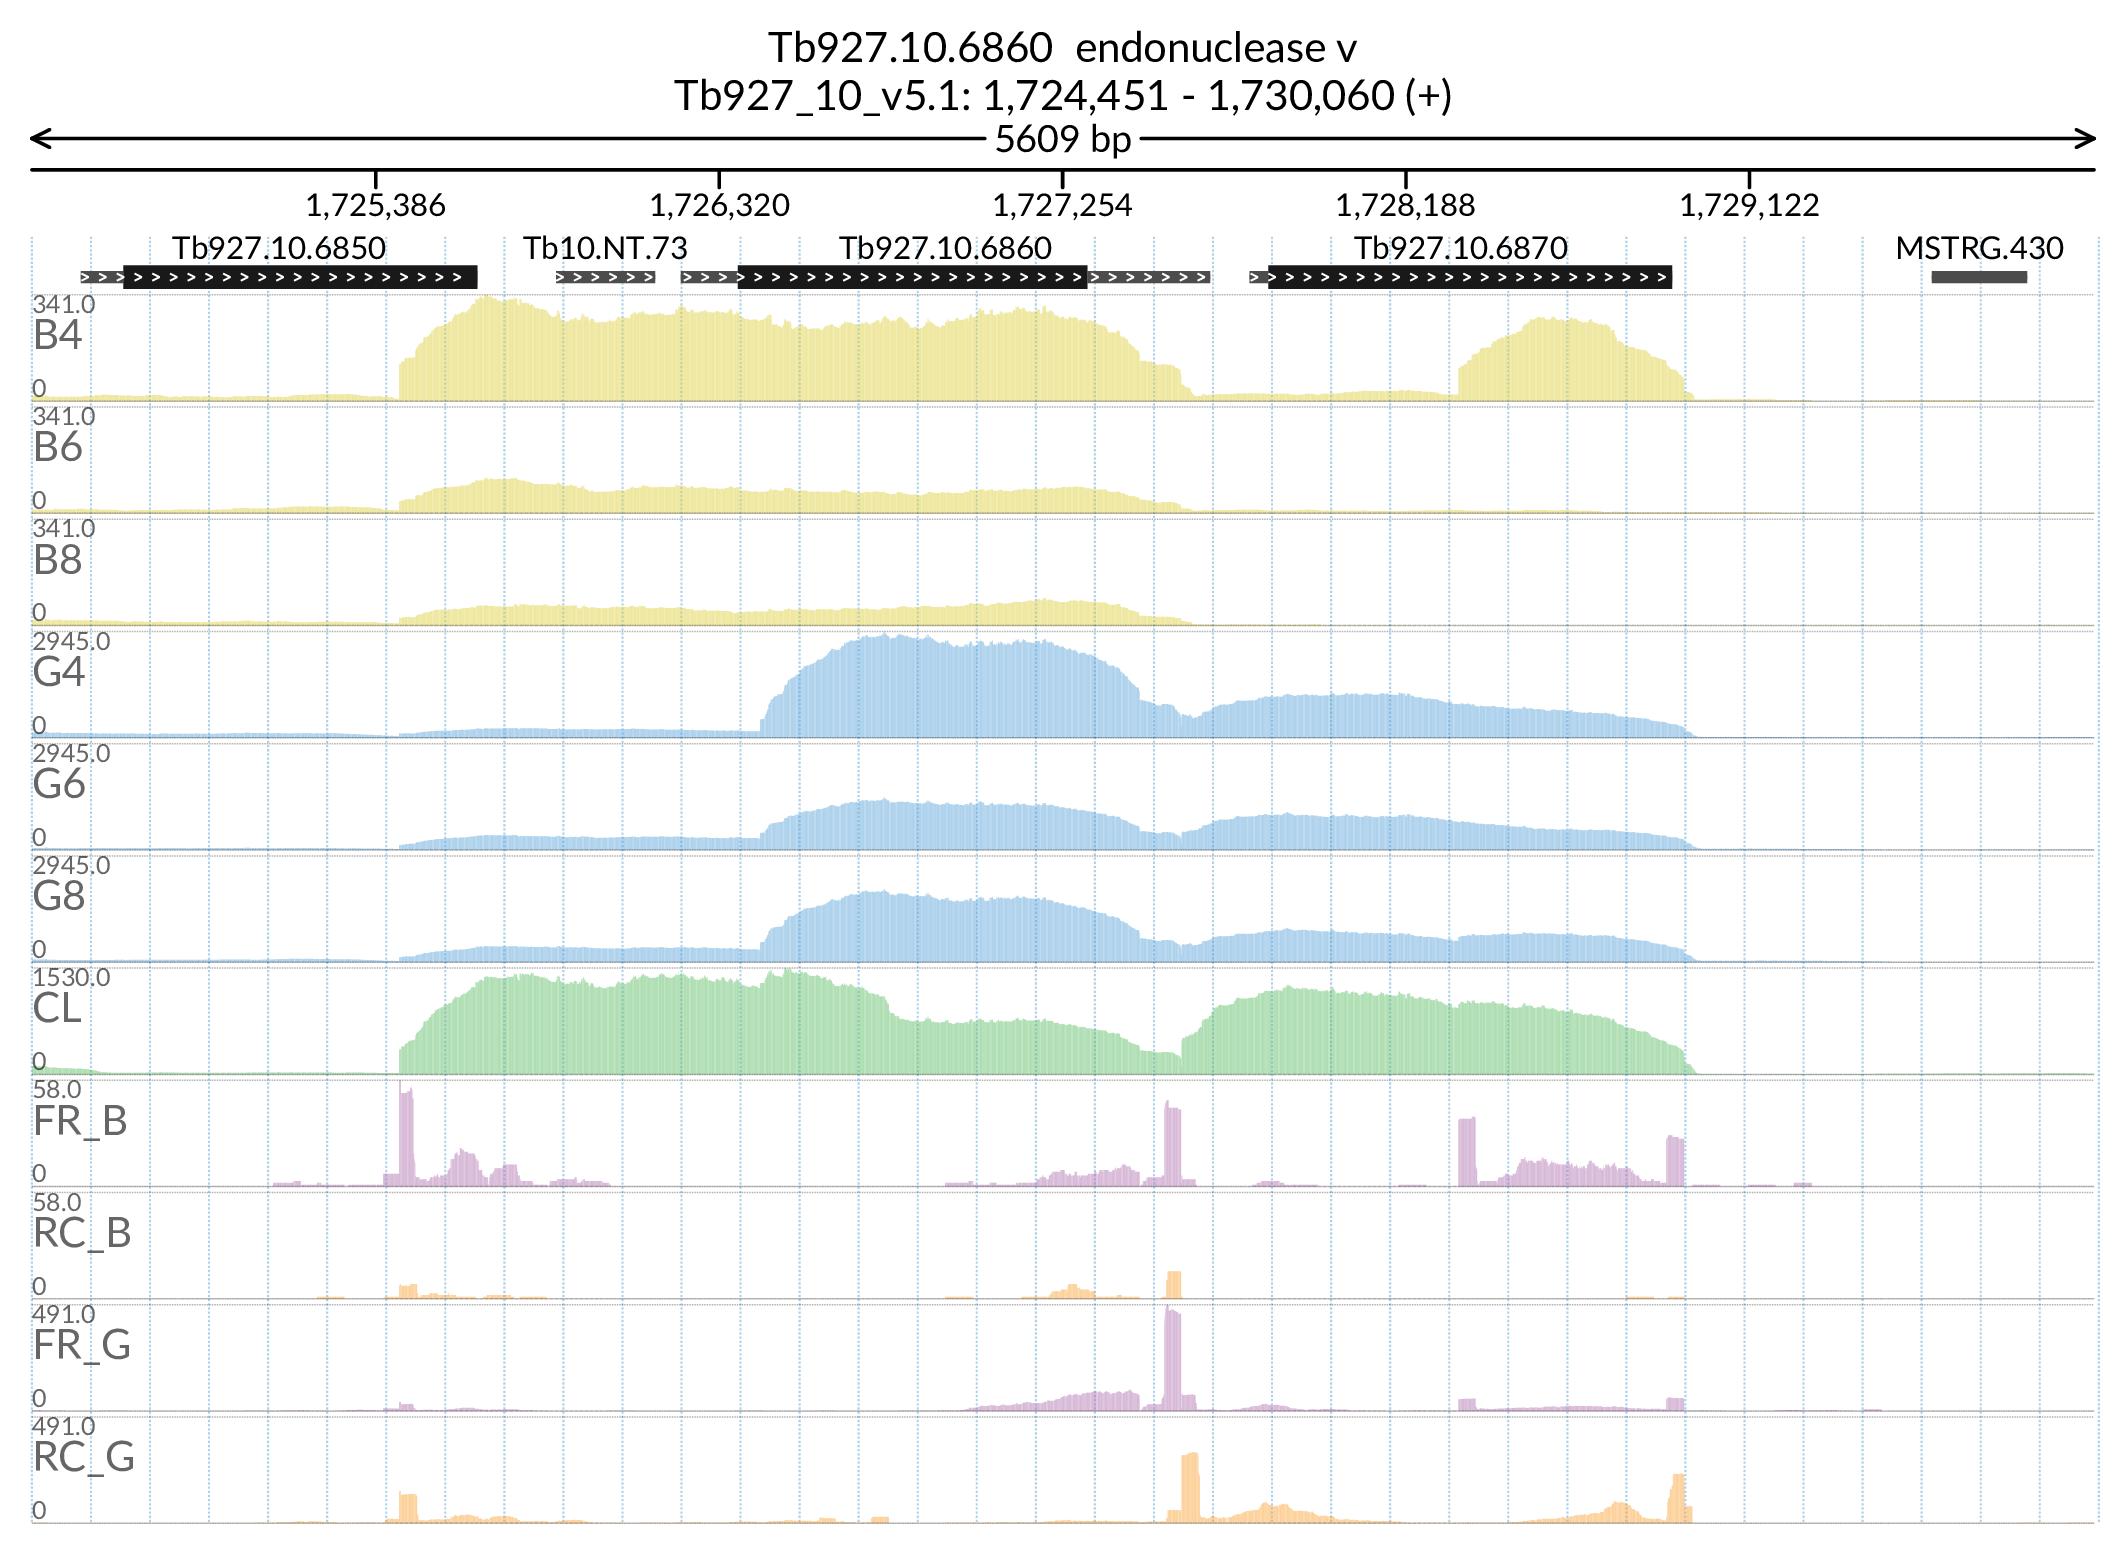 Tb927.10.6860 endonuclease v
Tb927_10_v5.1: 1,724,451 - 1,730,060 (+)
5609 bp
1,725,386 1,726,320 1,727,254 1,728,188 1,729,122
Tb927.10.6850 Tb10.NT.73 Tb927.10.6860 Tb927.10.6870 MSTRG.430
341.0
B4
0
341.0
B6
0
341.0
B8
0
2945.0
G4
0
2945.0
G6
0
2945.0
G8
0
1530.0
CL
0
58.0
FR_B
0
58.0
RC_B
0
491.0
FR_G
0
491.0
RC_G
0